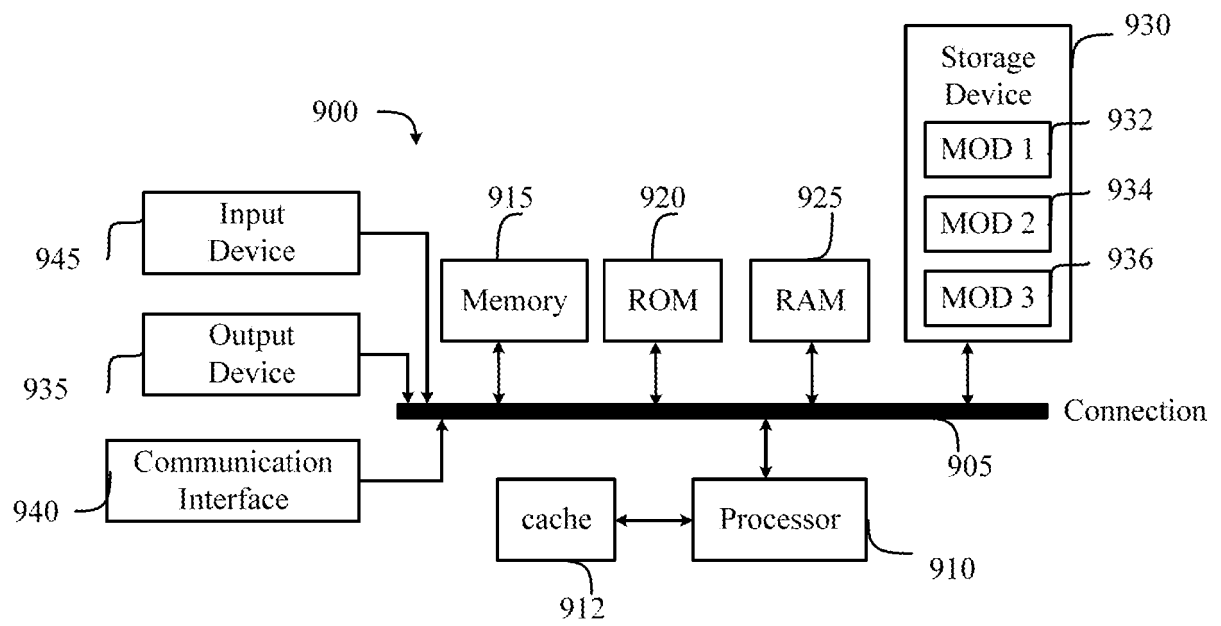 930
Storage
Device
900
932
MOD 1
915
920
925
934
MOD 2
Input
Device
945
936
MOD 3
Memory
ROM
RAM
Output
Device
935
Connection
905
Communication
Interface
940
cache
Processor
910
912